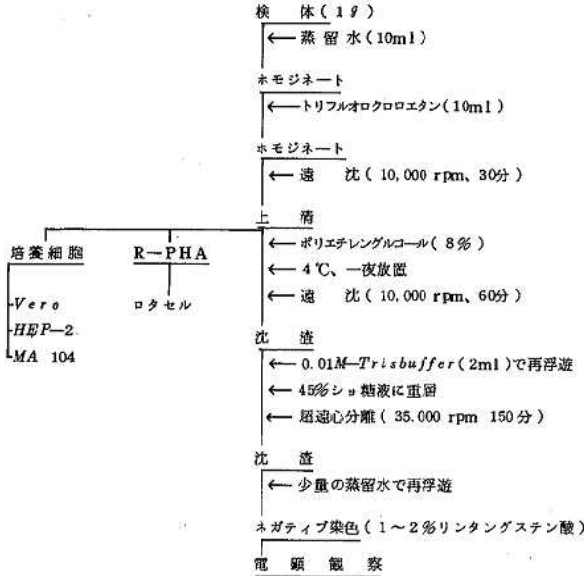 検 体(1g)
←蒸留水(10ml)
ホモジネート
←トリフルオロクロロエタン(10ml)
ホモジネート
←遠 沈(10,000 rpm、30分)
上 清
培養細胞
R-PHA
←ポリエチレングルコール(8%)
←4℃、一夜放置
←遠 沈(10,000 rpm、60分)
Vero
HEP-2
MA 104
ロタセル
沈 渣
←0.01M-Trisbuffer(2ml)で再浮遊
←45%ショ糖液に重層
←超遠心分離(35.000 rpm 150分)
沈 渣
←少量の蒸留水で再浮遊
ネガティブ染色(1~2%リンタングステン酸)
電 顕 観 察